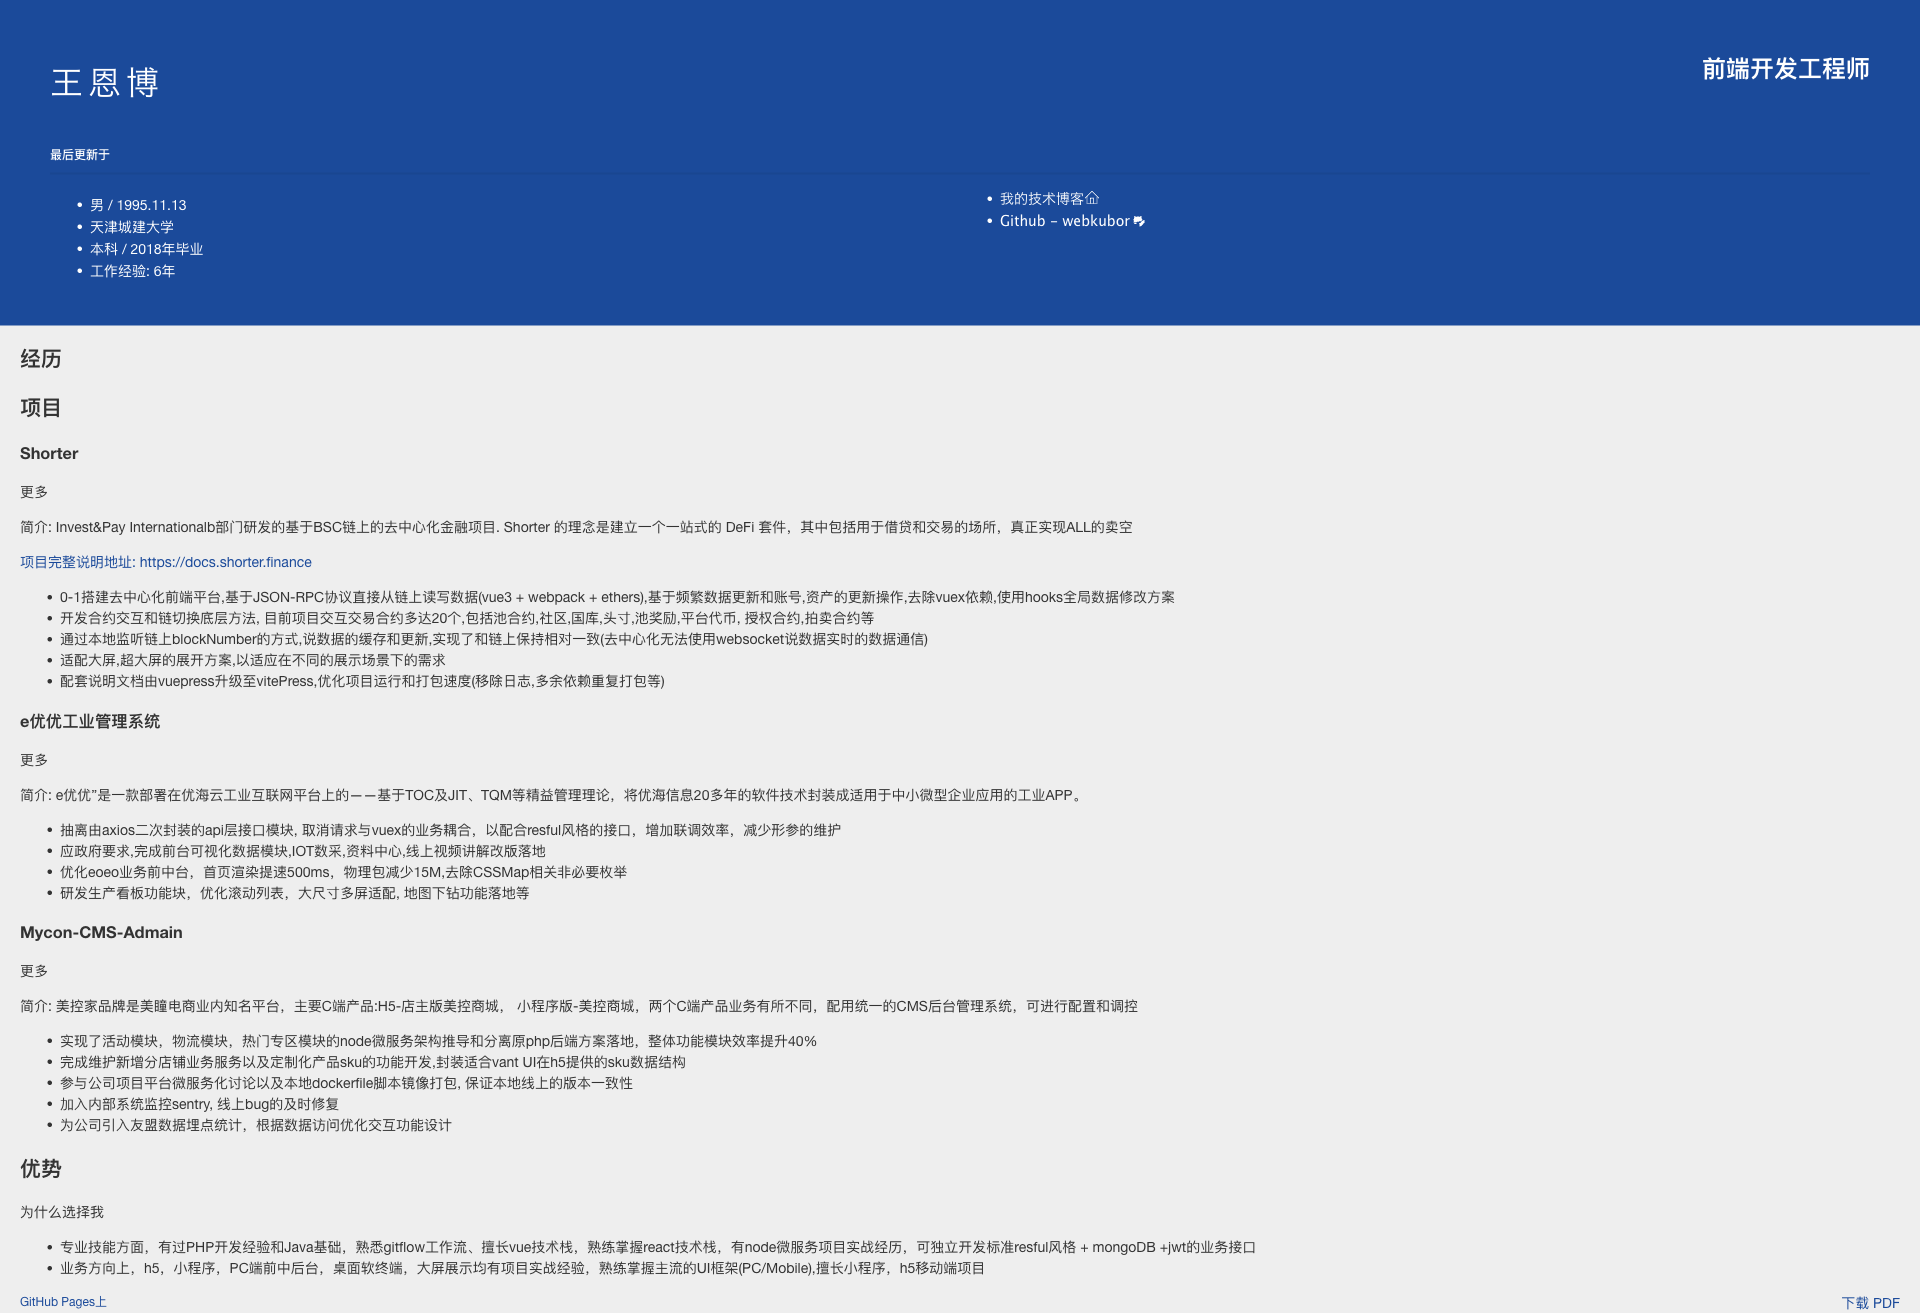 王恩博
前端开发工程师
最后更新于
男 / 1995.11.13
天津城建大学
本科 / 2018年毕业
工作经验: 6年
我的技术博客
Github - webkubor
经历
项目
Shorter
更多
简介: Invest&Pay Internationalb部门研发的基于BSC链上的去中心化金融项目. Shorter 的理念是建立一个一站式的 DeFi 套件，其中包括用于借贷和交易的场所，真正实现ALL的卖空
项目完整说明地址: https://docs.shorter.finance
0-1搭建去中心化前端平台,基于JSON-RPC协议直接从链上读写数据(vue3 + webpack + ethers),基于频繁数据更新和账号,资产的更新操作,去除vuex依赖,使用hooks全局数据修改方案
开发合约交互和链切换底层方法, 目前项目交互交易合约多达20个,包括池合约,社区,国库,头寸,池奖励,平台代币, 授权合约,拍卖合约等
通过本地监听链上blockNumber的方式,说数据的缓存和更新,实现了和链上保持相对一致(去中心化无法使用websocket说数据实时的数据通信)
适配大屏,超大屏的展开方案,以适应在不同的展示场景下的需求
配套说明文档由vuepress升级至vitePress,优化项目运行和打包速度(移除日志,多余依赖重复打包等)
e优优工业管理系统
更多
简介: e优优”是一款部署在优海云工业互联网平台上的——基于TOC及JIT、TQM等精益管理理论，将优海信息20多年的软件技术封装成适用于中小微型企业应用的工业APP。
抽离由axios二次封装的api层接口模块, 取消请求与vuex的业务耦合，以配合resful风格的接口，增加联调效率，减少形参的维护
应政府要求,完成前台可视化数据模块,IOT数采,资料中心,线上视频讲解改版落地
优化eoeo业务前中台，首页渲染提速500ms，物理包减少15M,去除CSSMap相关非必要枚举
研发生产看板功能块，优化滚动列表，大尺寸多屏适配, 地图下钻功能落地等
Mycon-CMS-Admain
更多
简介: 美控家品牌是美瞳电商业内知名平台，主要C端产品:H5-店主版美控商城， 小程序版-美控商城，两个C端产品业务有所不同，配用统一的CMS后台管理系统，可进行配置和调控
实现了活动模块，物流模块，热门专区模块的node微服务架构推导和分离原php后端方案落地，整体功能模块效率提升40%
完成维护新增分店铺业务服务以及定制化产品sku的功能开发,封装适合vant UI在h5提供的sku数据结构
参与公司项目平台微服务化讨论以及本地dockerfile脚本镜像打包, 保证本地线上的版本一致性
加入内部系统监控sentry, 线上bug的及时修复
为公司引入友盟数据埋点统计，根据数据访问优化交互功能设计
优势
为什么选择我
专业技能方面，有过PHP开发经验和Java基础，熟悉gitflow工作流、擅长vue技术栈，熟练掌握react技术栈，有node微服务项目实战经历，可独立开发标准resful风格 + mongoDB +jwt的业务接口
业务方向上，h5，小程序，PC端前中后台，桌面软终端，大屏展示均有项目实战经验，熟练掌握主流的UI框架(PC/Mobile),擅长小程序，h5移动端项目
GitHub Pages上
下载 PDF